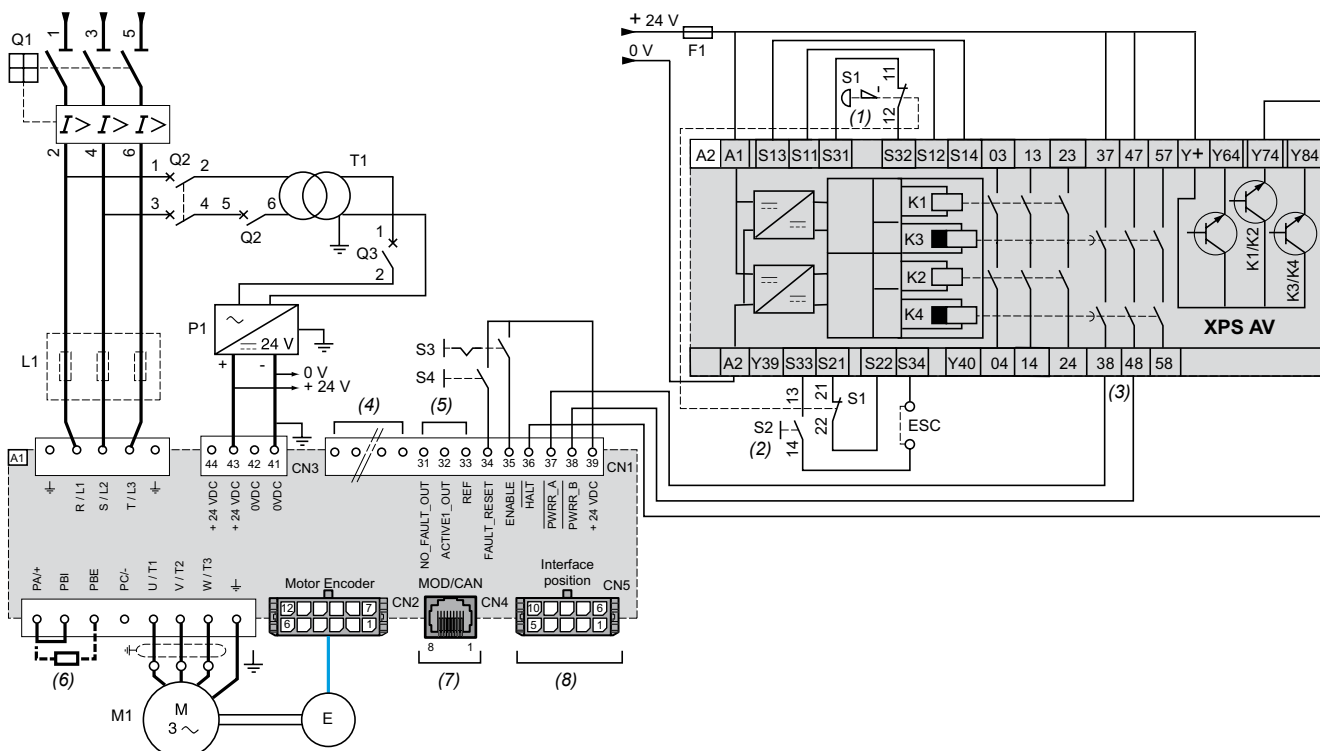 + 24 V
0 V
F1
Q1
1 3 5
I> I> I>
2 4 6
1 Q2 2
3 4 5 6
Q2
T1
1
Q3
2
P1
24 V
+ -
0 V
+ 24 V
L1
S1
(1)
11
12
A2 A1 S13 S11 S31 S32 S12 S14 03 13 23 37 47 57 Y+ Y64 Y74 Y84
K1
K3
K2
K4
K1/K2
K3/K4
XPS AV
A2 Y39 S33 S21 S22 S34 Y40 04 14 24 38 48 58
(3)
13
14
S2
(2)
21
22
S1
ESC
S3
S4
(4) (5)
A1
R / L1
S / L2
T / L3
44 43 42 41
CN3
+ 24 VDC
+ 24 VDC
0VDC
0VDC
31 32 33 34 35 36 37 38 39
CN1
NO_FAULT_OUT
ACTIVE1_OUT
REF
FAULT_RESET
ENABLE
HALT
PWRR_A
PWRR_B
+ 24 VDC
PA/+
PBI
PBE
PC/-
U / T1
V / T2
W / T3
Motor Encoder
CN2
12 7
6 1
MOD/CAN
CN4
8 1
Interface
position
CN5
10 6
5 1
(6)
(7)
(8)
M1
M
3 ~
E